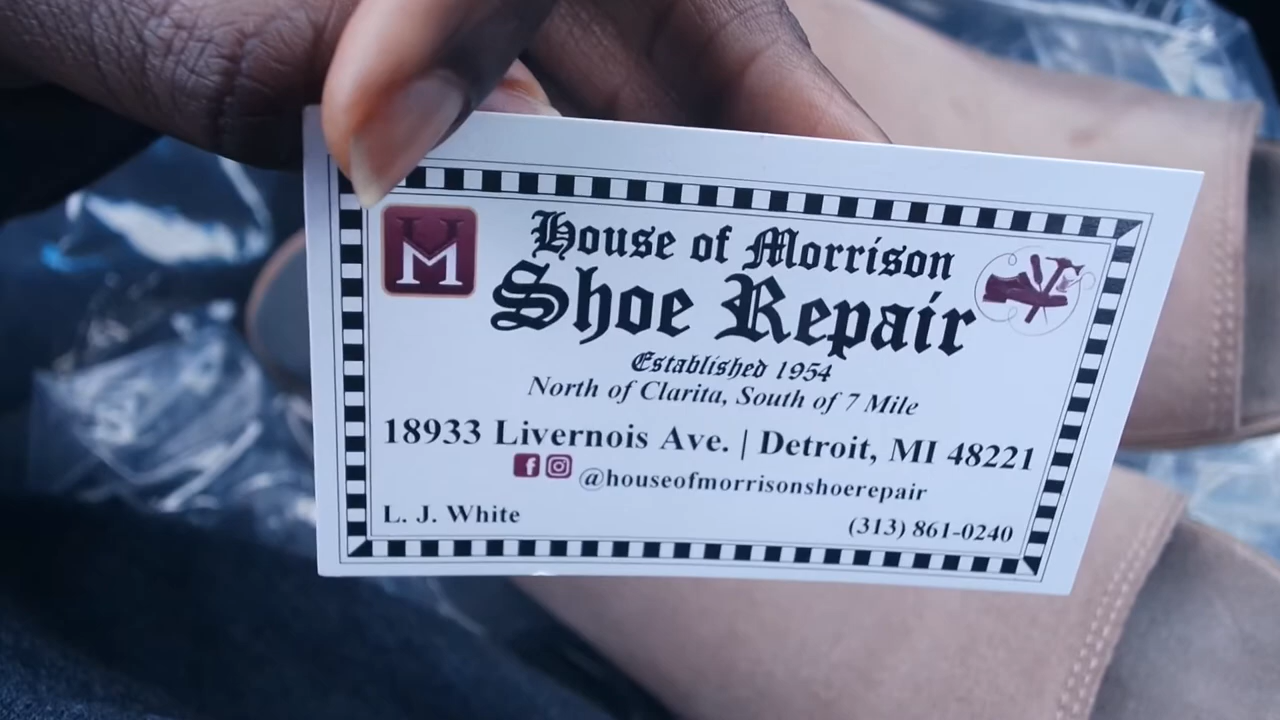 HM
House of Morrison
Shoe Repair
Established 1954
North of Clarita, South of 7 Mile
18933 Livernois Ave. | Detroit, MI 48221
@houseofmorrisonshoerepair
L. J. White
(313) 861-0240